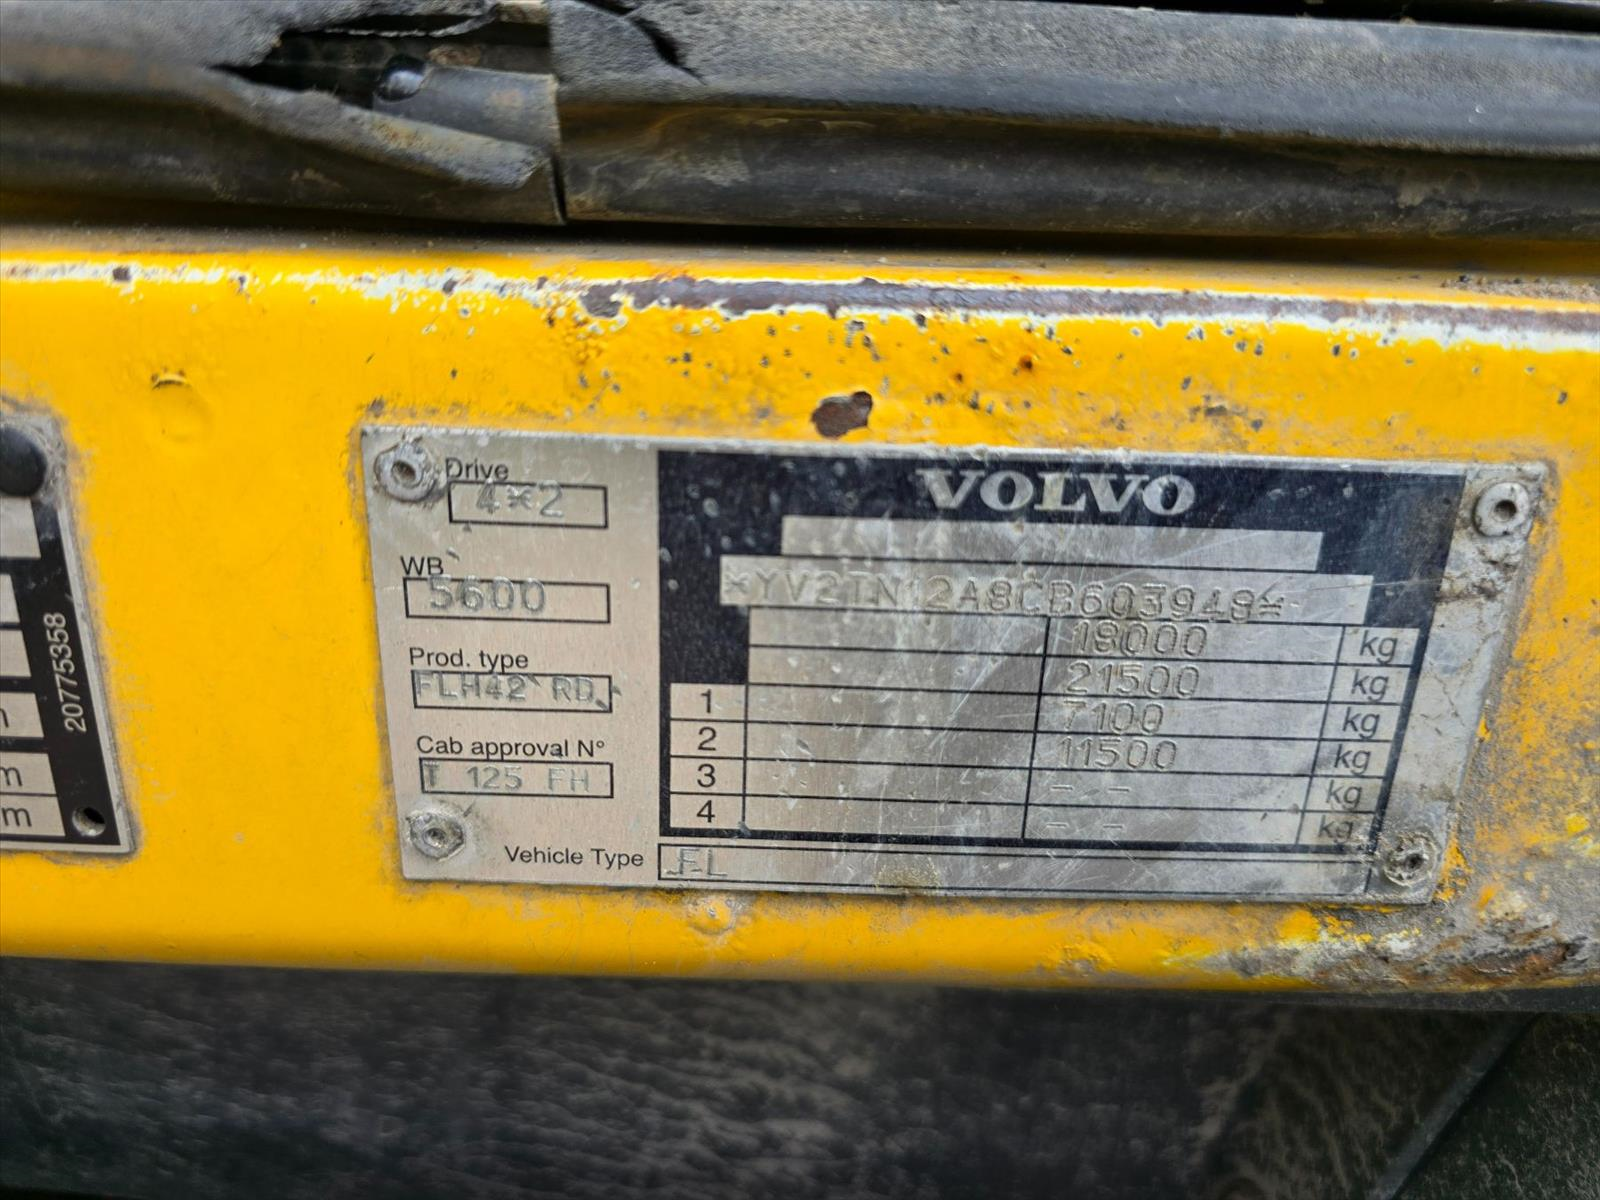 20775358
m
m
Drive
4×2
WB
5600
Prod. type
FLH42 RD
Cab approval N°
T 125 FH
Vehicle Type FL
VOLVO
*YV2TN12A8CB603948*
18000 kg
21500 kg
1 7100 kg
2 11500 kg
3 - - kg
4 - - kg